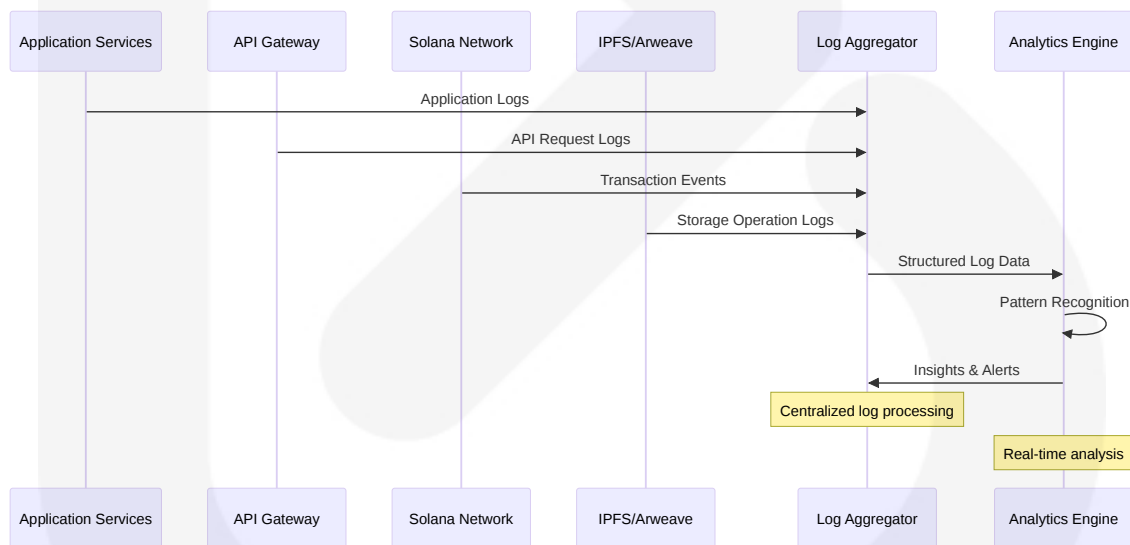 Application Services
API Gateway
Solana Network
IPFS/Arweave
Log Aggregator
Analytics Engine
Application Logs
API Request Logs
Transaction Events
Storage Operation Logs
Structured Log Data
Pattern Recognition
Insights & Alerts
Centralized log processing
Real-time analysis
Application Services
API Gateway
Solana Network
IPFS/Arweave
Log Aggregator
Analytics Engine